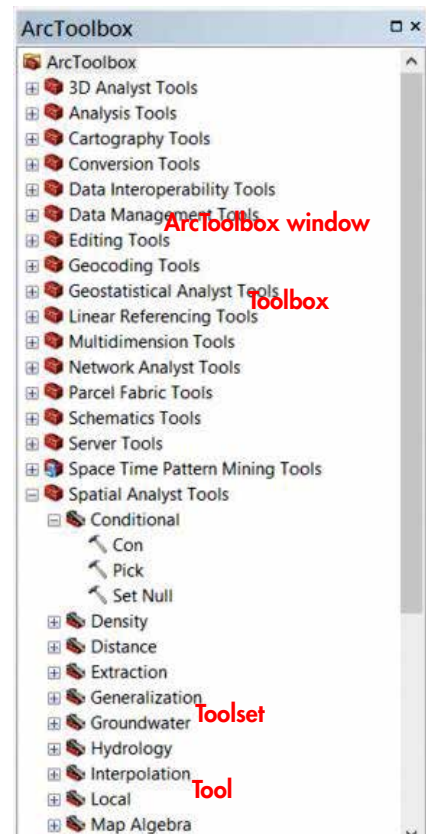 ArcToolbox
ArcToolbox
3D Analyst Tools
Analysis Tools
Cartography Tools
Conversion Tools
Data Interoperability Tools
Data Management Tools
ArcToolbox window
Editing Tools
Geocoding Tools
Geostatistical Analyst Tools
Toolbox
Linear Referencing Tools
Multidimension Tools
Network Analyst Tools
Parcel Fabric Tools
Schematics Tools
Server Tools
Space Time Pattern Mining Tools
Spatial Analyst Tools
Conditional
Con
Pick
Set Null
Density
Distance
Extraction
Generalization
Toolset
Groundwater
Hydrology
Interpolation
Tool
Local
Map Algebra